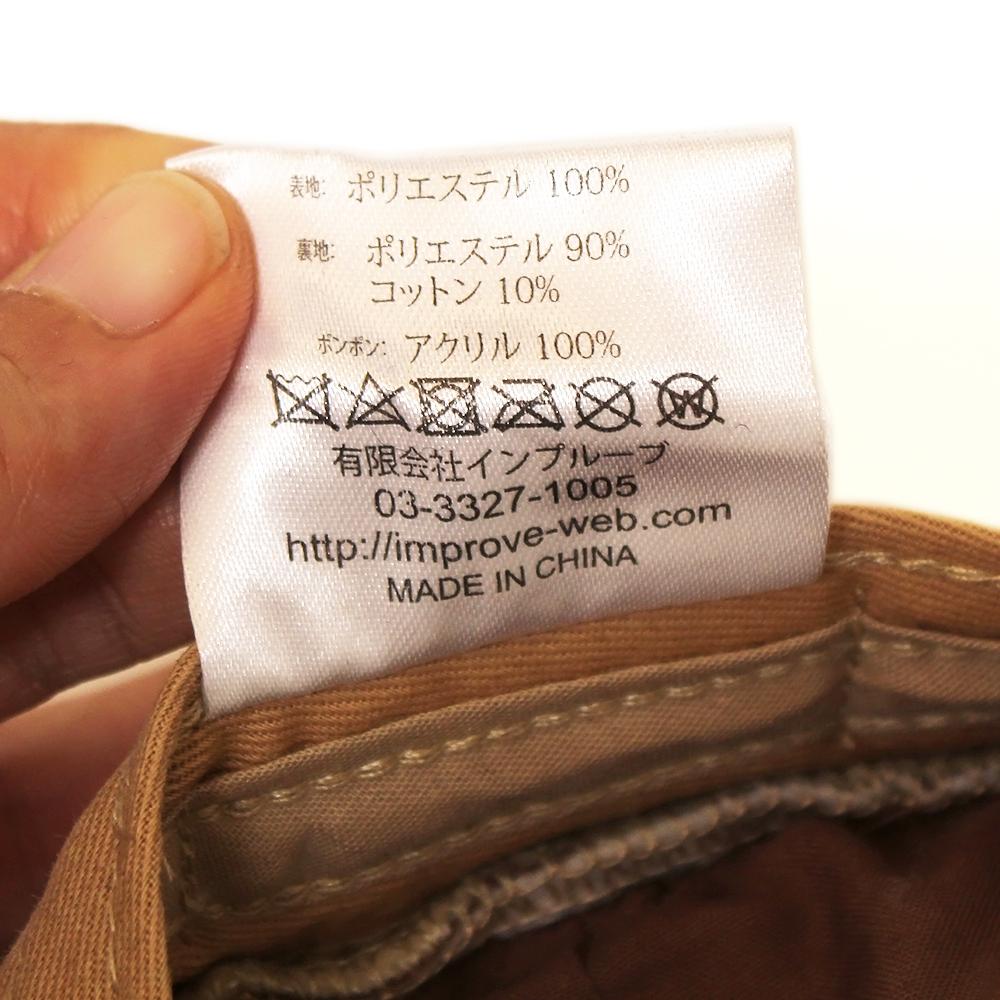 表地: ポリエステル 100%
裏地: ポリエステル 90%
コットン 10%
ポンポン: アクリル 100%
有限会社インプルーブ
03-3327-1005
http://improve-web.com
MADE IN CHINA